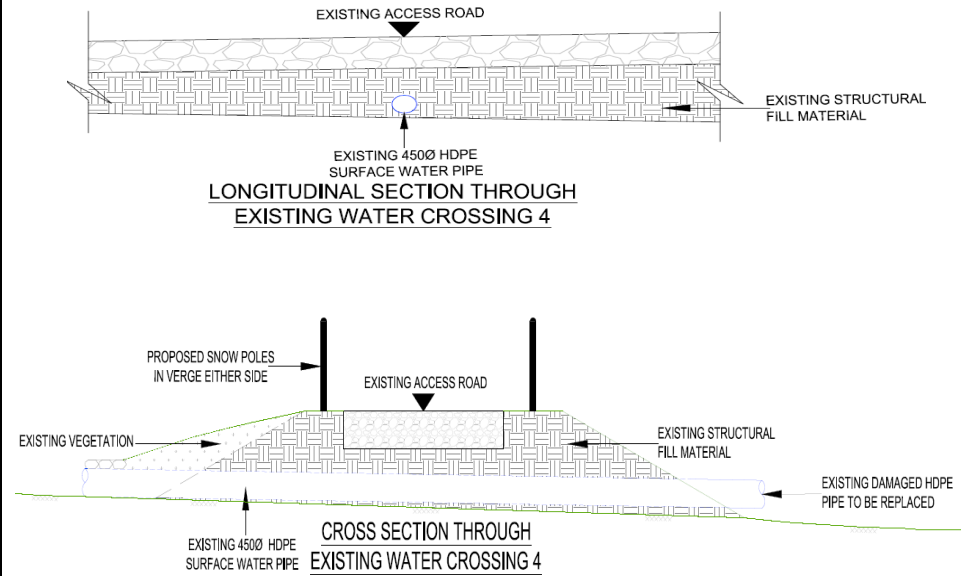 EXISTING ACCESS ROAD
EXISTING STRUCTURAL
FILL MATERIAL
EXISTING 450Ø HDPE
SURFACE WATER PIPE
LONGITUDINAL SECTION THROUGH
EXISTING WATER CROSSING 4
PROPOSED SNOW POLES
IN VERGE EITHER SIDE
EXISTING ACCESS ROAD
EXISTING VEGETATION
EXISTING STRUCTURAL
FILL MATERIAL
EXISTING DAMAGED HDPE
PIPE TO BE REPLACED
EXISTING 450Ø HDPE
SURFACE WATER PIPE
CROSS SECTION THROUGH
EXISTING WATER CROSSING 4